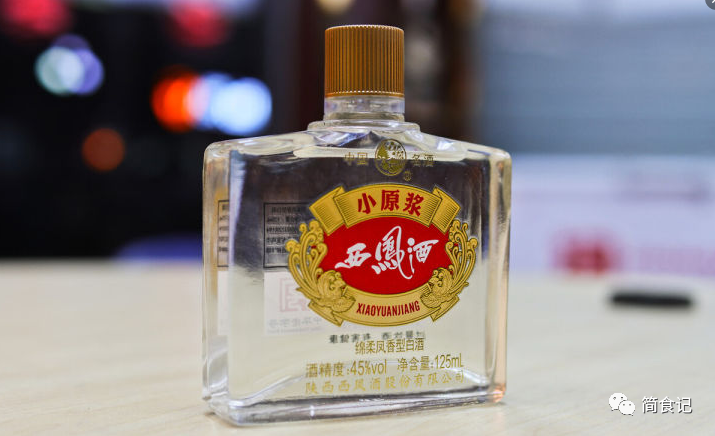 中国 名酒
小原浆
西鳳酒
XIAOYUANJIANG
绵柔凤香型白酒
酒精度:45%vol 净含量:125mL
陕西西凤酒股份有限公司
简食记